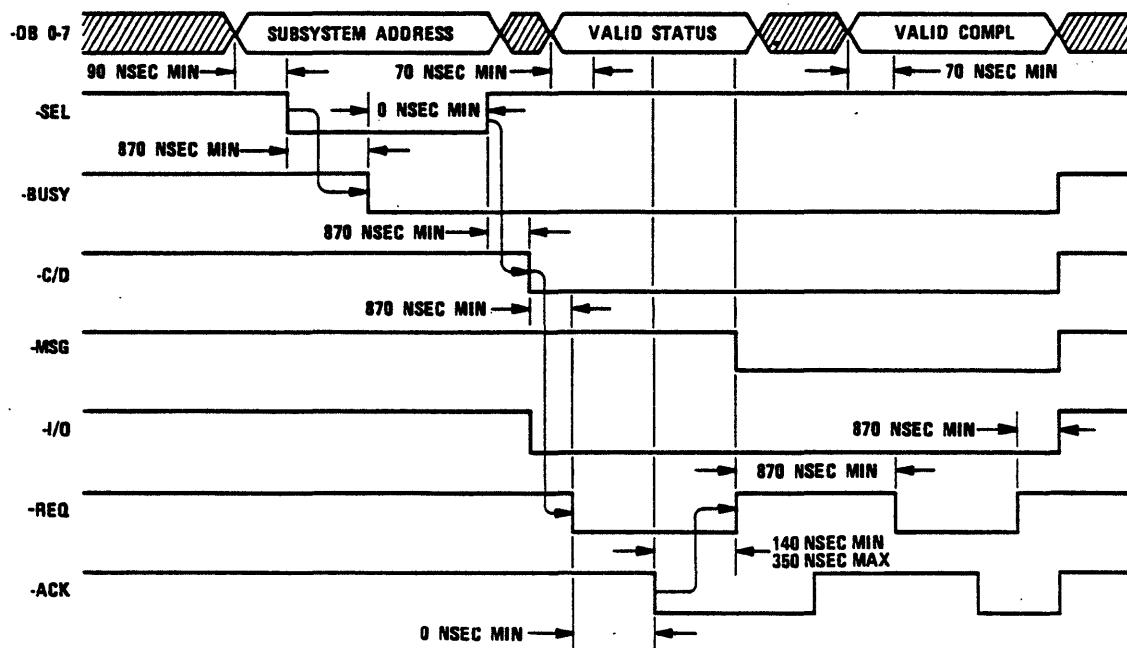 -DB 0-7 SUBSYSTEM ADDRESS VALID STATUS VALID COMPL
90 NSEC MIN 70 NSEC MIN 70 NSEC MIN
-SEL 0 NSEC MIN
870 NSEC MIN
-BUSY
870 NSEC MIN
-C/D
870 NSEC MIN
-MSG
-I/O 870 NSEC MIN
870 NSEC MIN
-REQ
140 NSEC MIN
350 NSEC MAX
-ACK
0 NSEC MIN